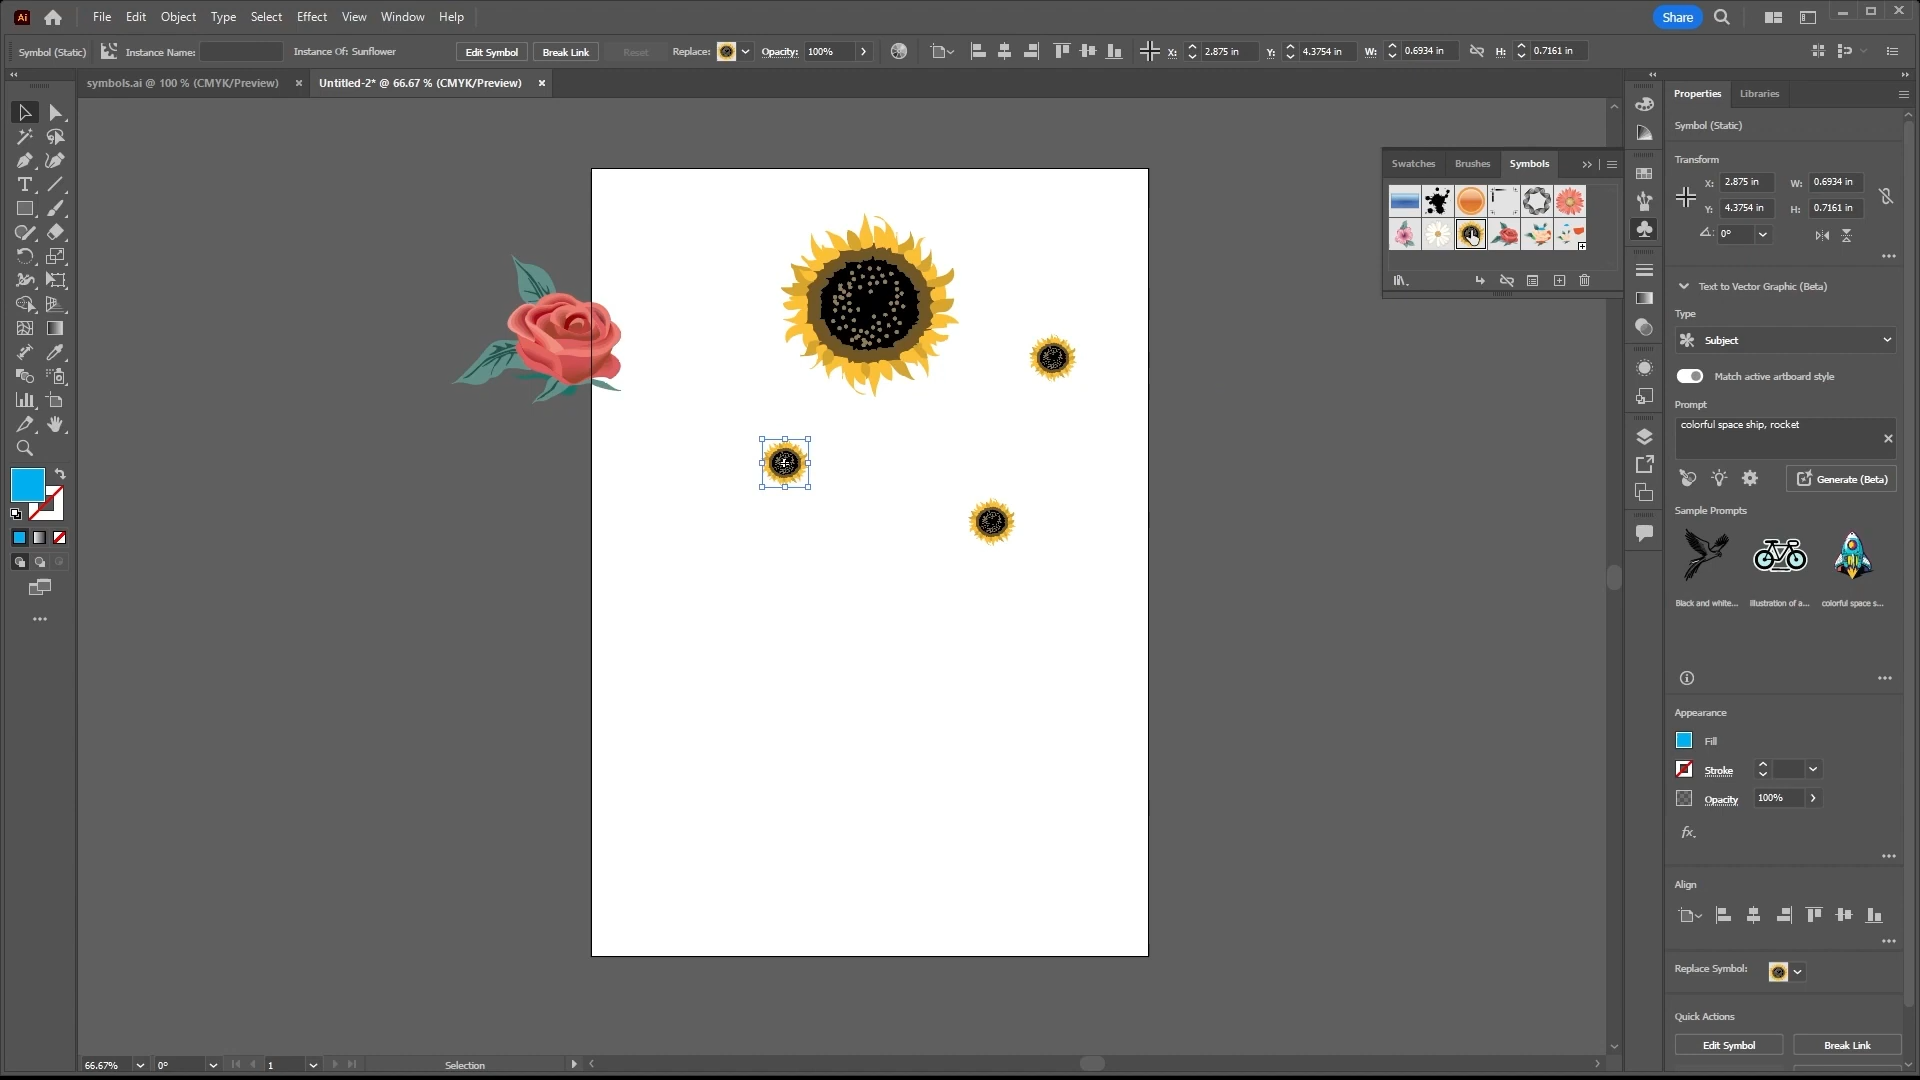 Ai File Edit Object Type Select Effect View Window Help Share
Symbol (Static) Instance Name: Instance Of: Sunflower Edit Symbol Break Link Reset Replace: Opacity: 100% X: 2.875 in Y: 4.3754 in W: 0.6934 in H: 0.7161 in
symbols.ai @ 100 % (CMYK/Preview) Untitled-2* @ 66.67 % (CMYK/Preview)
Properties Libraries
Symbol (Static)
Transform
X: 2.875 in W: 0.6934 in
Y: 4.3754 in H: 0.7161 in
0°
Swatches Brushes Symbols
Text to Vector Graphic (Beta)
Type
Subject
Match active artboard style
Prompt
colorful space ship, rocket
Generate (Beta)
Sample Prompts
Black and white... Illustration of a... colorful space s...
Appearance
Fill
Stroke
Opacity 100%
fx.
Align
Replace Symbol:
Quick Actions
Edit Symbol Break Link
66.67% 0° 1 Selection